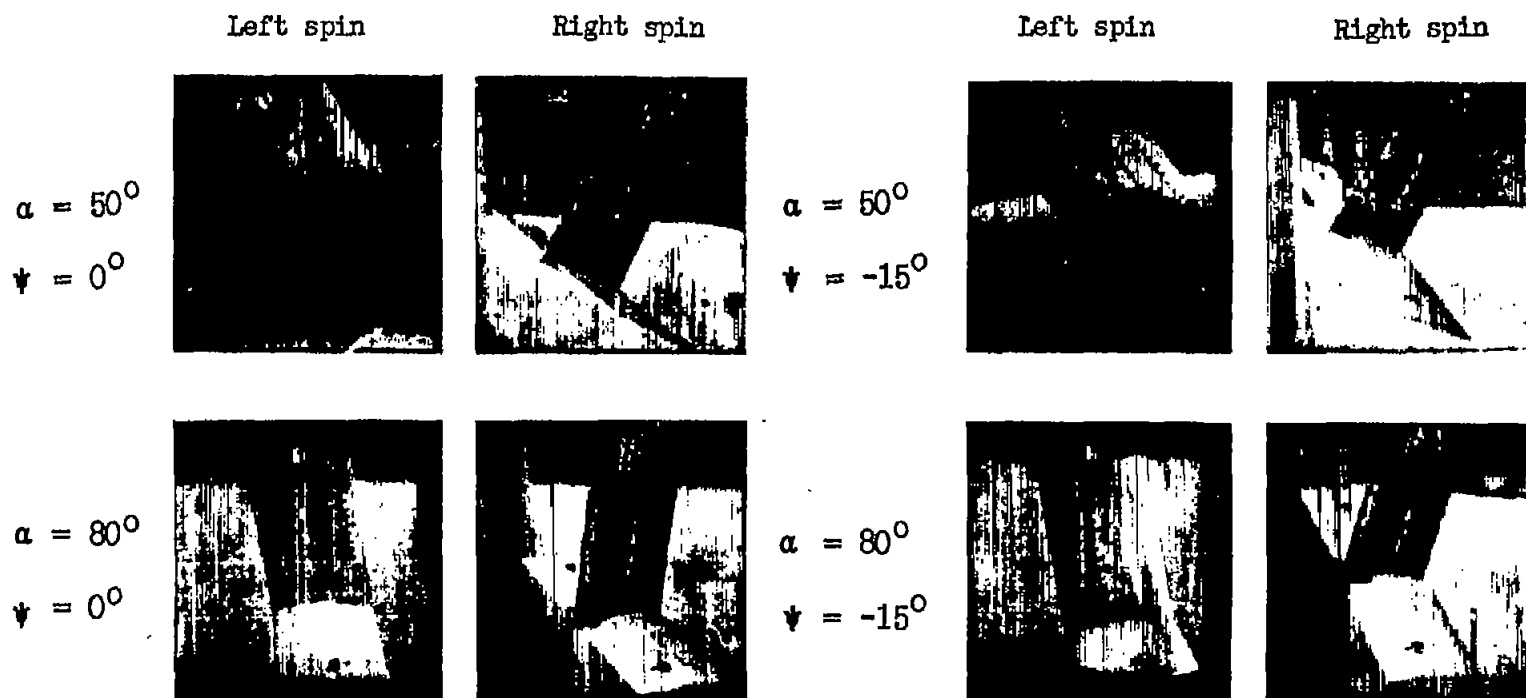 Left spin Right spin Left spin Right spin
α = 50° α = 50°
ψ = 0° ψ = -15°
α = 80° α = 80°
ψ = 0° ψ = -15°